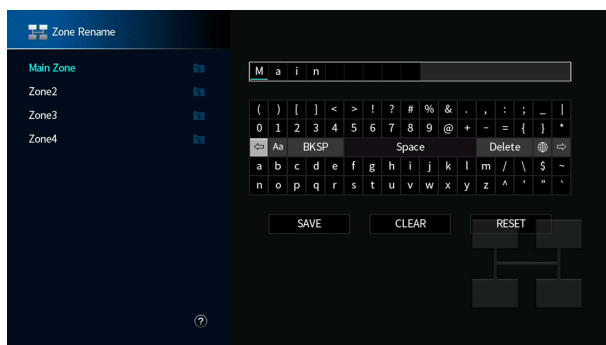 Zone Rename
Main Zone
Zone2
Zone3
Zone4
Main
( ) [ ] < > ! ? # % & . , : ; _ |
0 1 2 3 4 5 6 7 8 9 @ + - = { } *
⇦ Aa BKSP Space Delete ⇨
a b c d e f g h i j k l m / \ $ ~
n o p q r s t u v w x y z ^ ' " `
SAVE CLEAR RESET
?